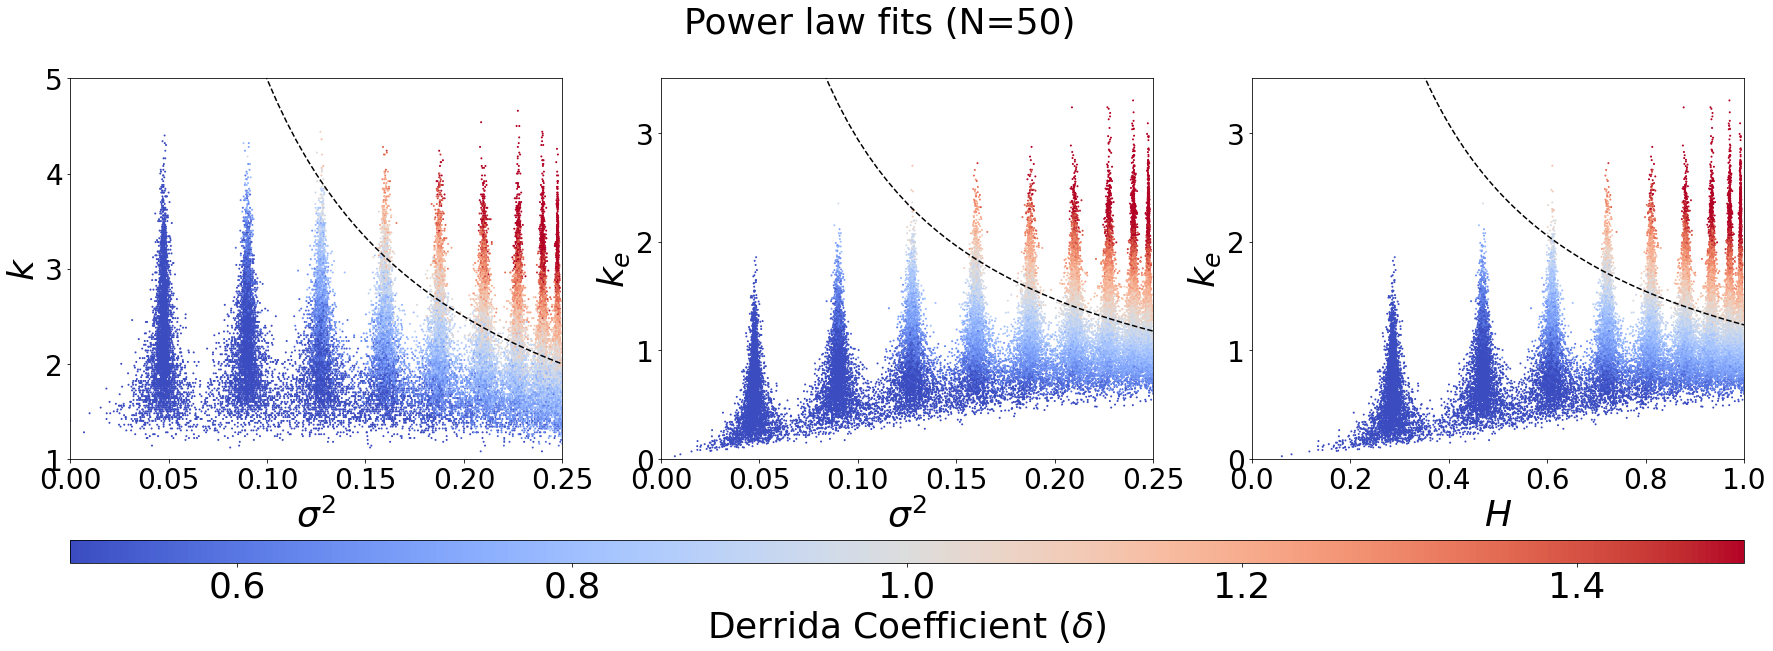 Power law fits (N=50)
5
4
3
2
1
k
0.00 0.05 0.10 0.15 0.20 0.25
σ²
3
2
1
0
kₑ
0.00 0.05 0.10 0.15 0.20 0.25
σ²
3
2
1
0
kₑ
0.0 0.2 0.4 0.6 0.8 1.0
H
0.6 0.8 1.0 1.2 1.4
Derrida Coefficient (δ)